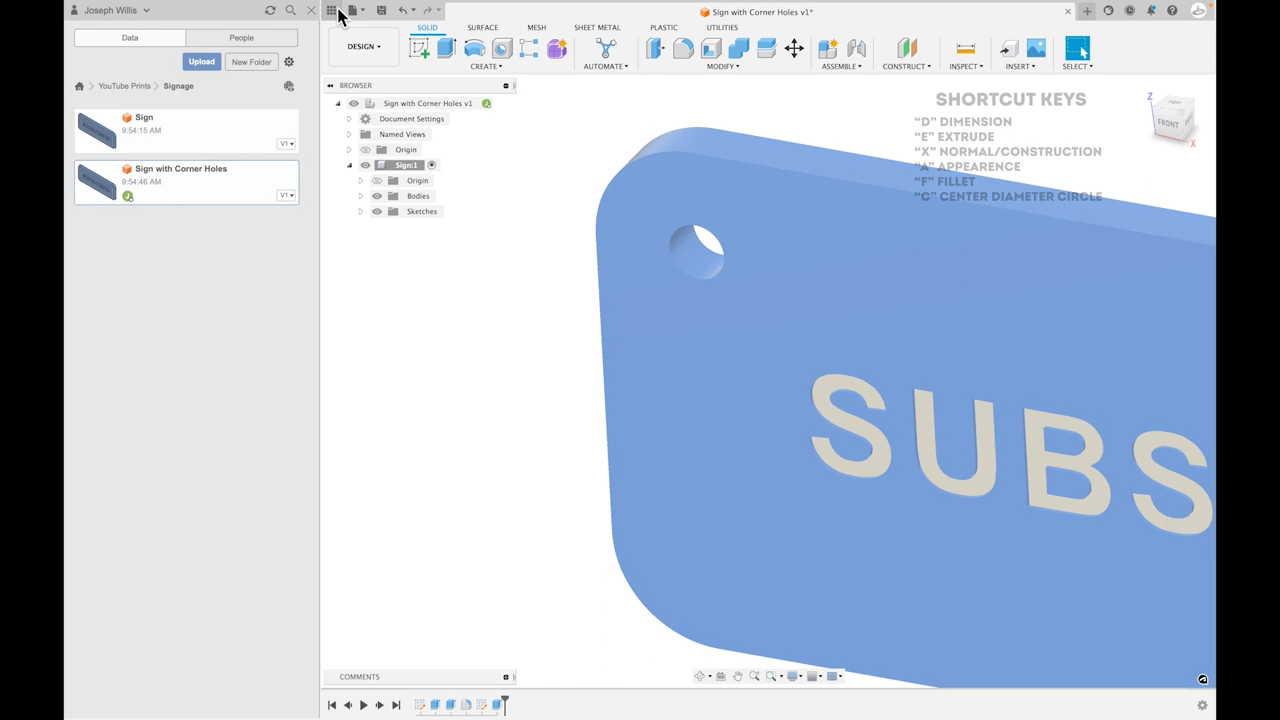 Joseph Willis
Sign with Corner Holes v1*
Data
People
Upload
New Folder
YouTube Prints
Signage
Sign
9:54:15 AM
V1
Sign with Corner Holes
9:54:46 AM
V1
SOLID
SURFACE
MESH
SHEET METAL
PLASTIC
UTILITIES
DESIGN
CREATE
AUTOMATE
MODIFY
ASSEMBLE
CONSTRUCT
INSPECT
INSERT
SELECT
BROWSER
Sign with Corner Holes v1
Document Settings
Named Views
Origin
Sign:1
Origin
Bodies
Sketches
SHORTCUT KEYS
“D” DIMENSION
“E” EXTRUDE
“X” NORMAL/CONSTRUCTION
“A” APPEARENCE
“F” FILLET
“C” CENTER DIAMETER CIRCLE
Z
TOP
FRONT
X
SUBS
COMMENTS